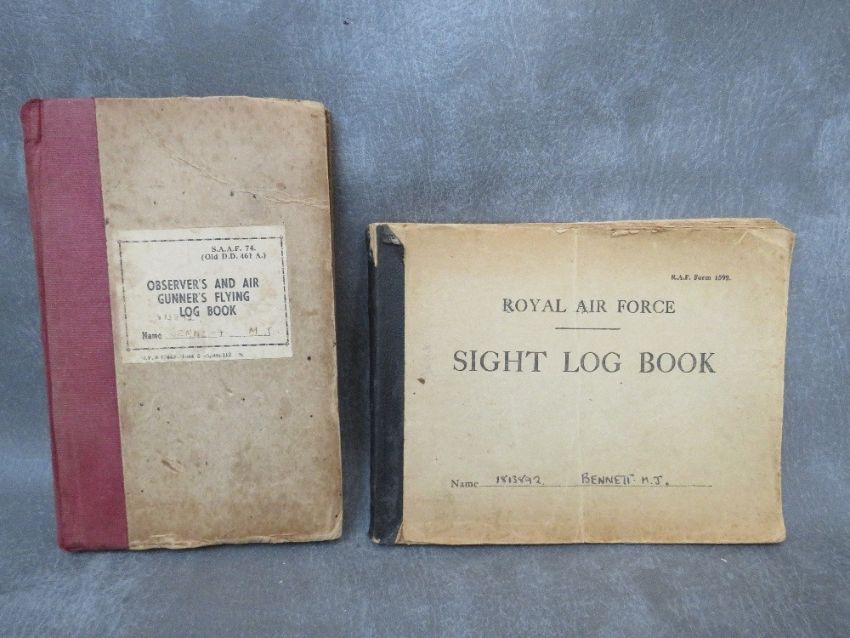 S.A.A.F. 74.
(Old D.D. 461 A.)
OBSERVER'S AND AIR
GUNNER'S FLYING
LOG BOOK
Name BENNETT M.J.
R.A.F. Form 1599.
ROYAL AIR FORCE
SIGHT LOG BOOK
Name 1813892 BENNETT M.J.